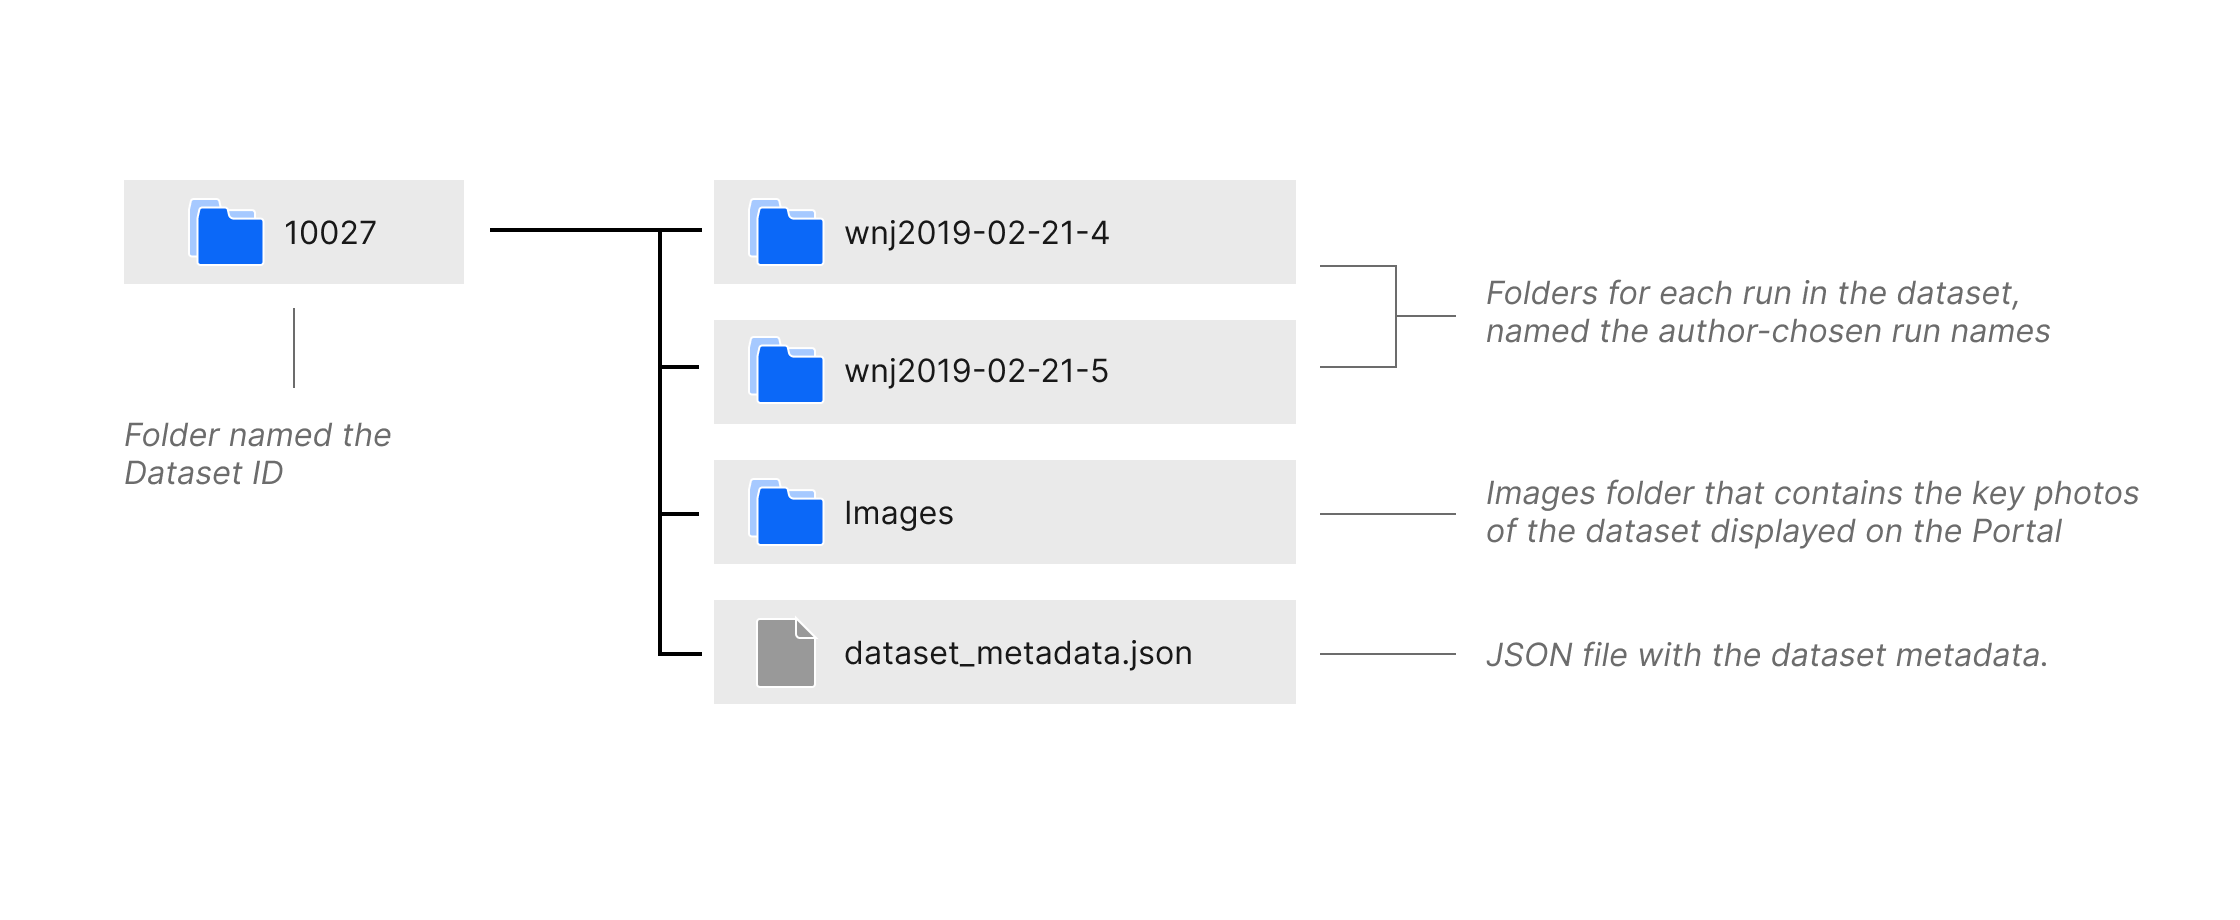 10027
Folder named the
Dataset ID
wnj2019-02-21-4
wnj2019-02-21-5
Folders for each run in the dataset,
named the author-chosen run names
Images
Images folder that contains the key photos
of the dataset displayed on the Portal
dataset_metadata.json
JSON file with the dataset metadata.